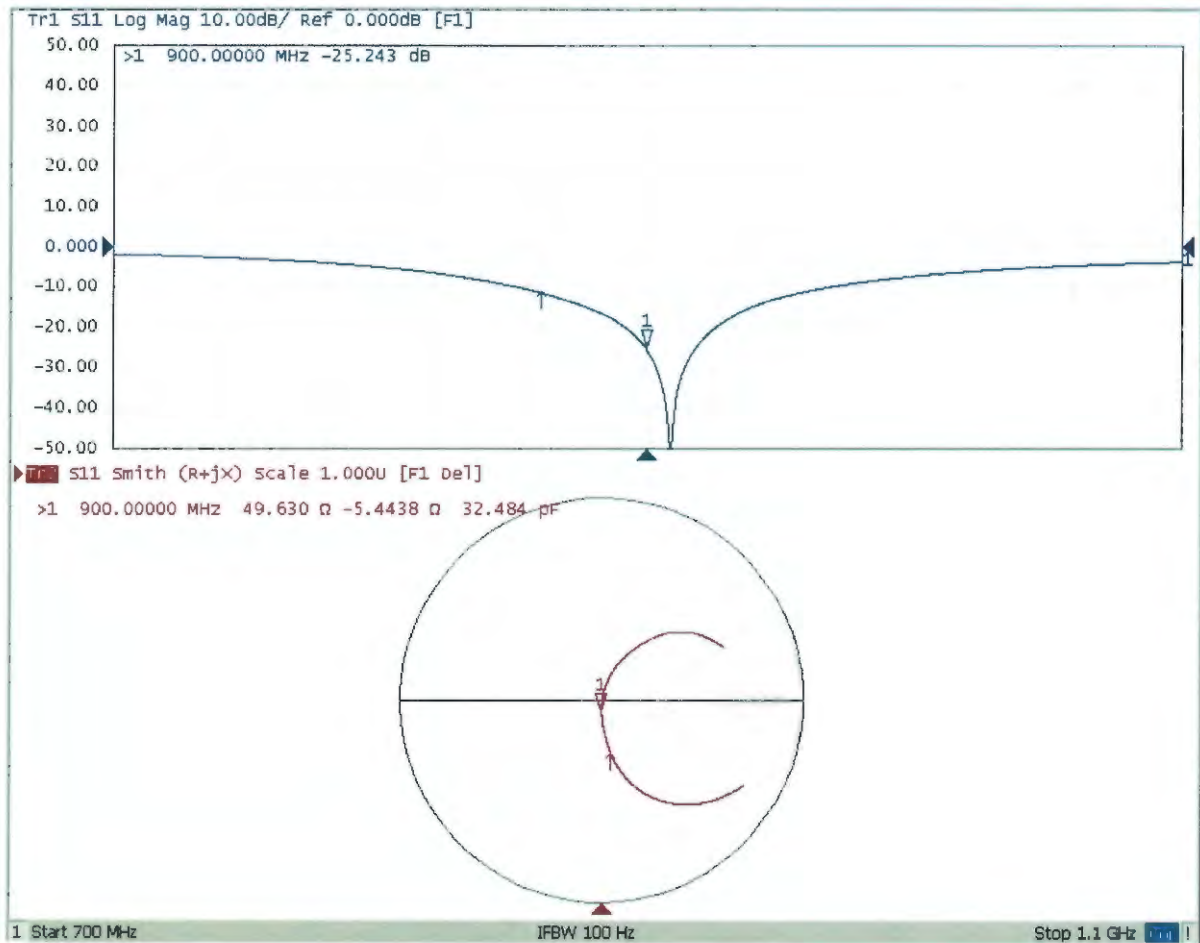 Tr1 S11 Log Mag 10.00dB/ Ref 0.000dB [F1]
50.00
>1 900.00000 MHz -25.243 dB
40.00
30.00
20.00
10.00
0.000
1
-10.00
-20.00
1
-30.00
-40.00
-50.00
S11 Smith (R+jX) Scale 1.000U [F1 Del]
>1 900.00000 MHz 49.630 Ω -5.4438 Ω 32.484 pF
1
1 Start 700 MHz IFBW 100 Hz Stop 1.1 GHz !